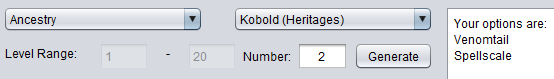 Ancestry Kobold (Heritages)
Level Range: 1 - 20 Number: 2 Generate
Your options are:
Venomtail
Spellscale